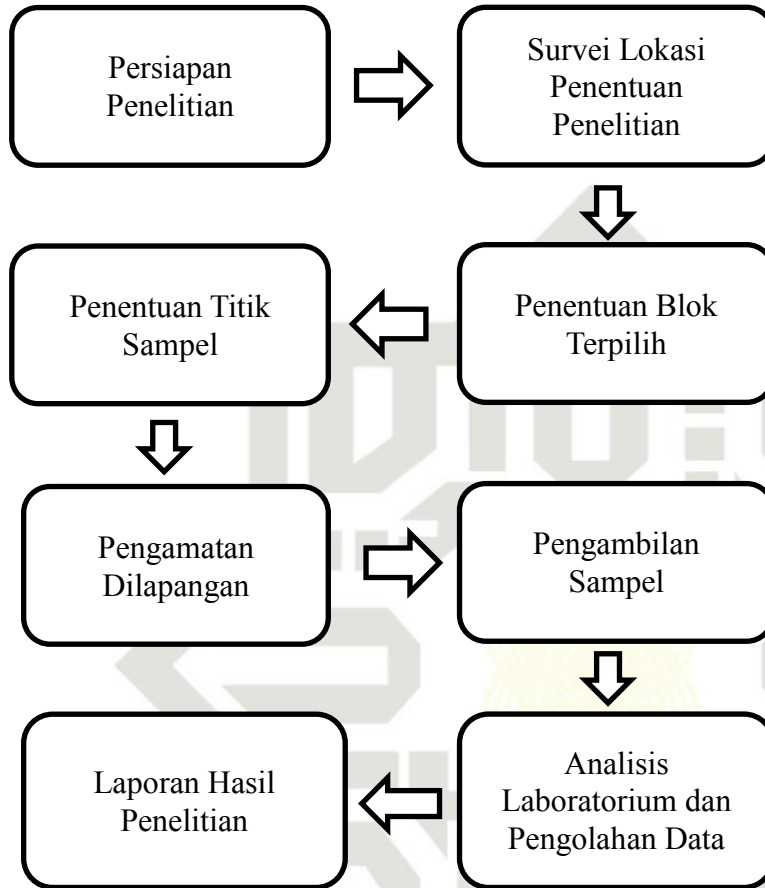 Persiapan
Penelitian
Survei Lokasi
Penentuan
Penelitian
Penentuan Blok
Terpilih
Penentuan Titik
Sampel
Pengamatan
Dilapangan
Pengambilan
Sampel
Analisis
Laboratorium dan
Pengolahan Data
Laporan Hasil
Penelitian